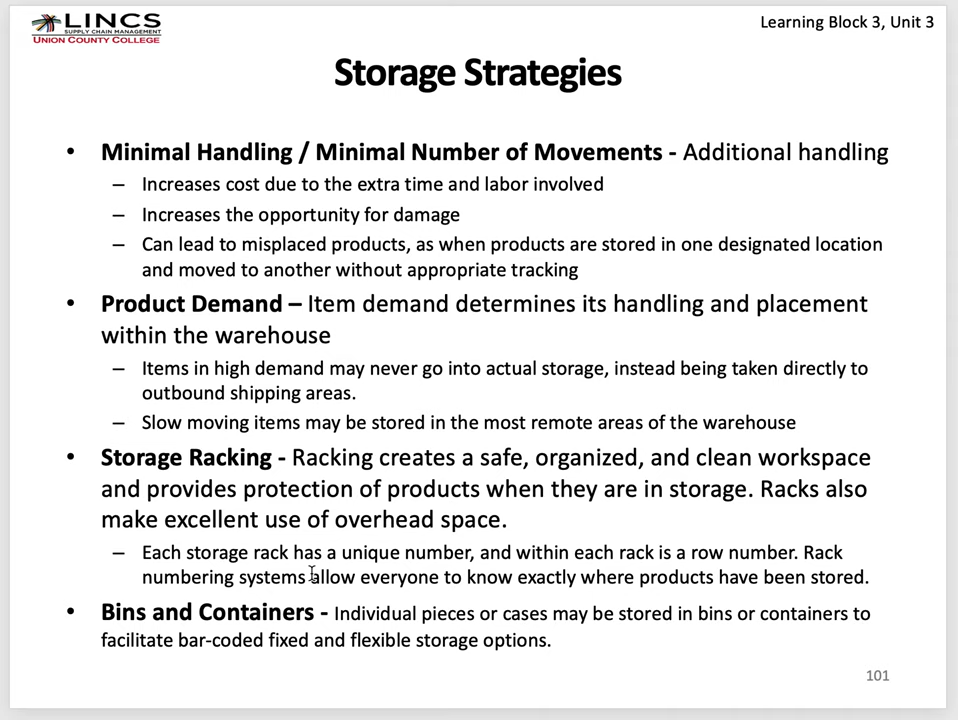 LINCS
SUPPLY CHAIN MANAGEMENT
UNION COUNTY COLLEGE
Learning Block 3, Unit 3
Storage Strategies
• Minimal Handling / Minimal Number of Movements - Additional handling
– Increases cost due to the extra time and labor involved
– Increases the opportunity for damage
– Can lead to misplaced products, as when products are stored in one designated location
and moved to another without appropriate tracking
• Product Demand – Item demand determines its handling and placement
within the warehouse
– Items in high demand may never go into actual storage, instead being taken directly to
outbound shipping areas.
– Slow moving items may be stored in the most remote areas of the warehouse
• Storage Racking - Racking creates a safe, organized, and clean workspace
and provides protection of products when they are in storage. Racks also
make excellent use of overhead space.
– Each storage rack has a unique number, and within each rack is a row number. Rack
numbering systems allow everyone to know exactly where products have been stored.
• Bins and Containers - Individual pieces or cases may be stored in bins or containers to
facilitate bar-coded fixed and flexible storage options.
101